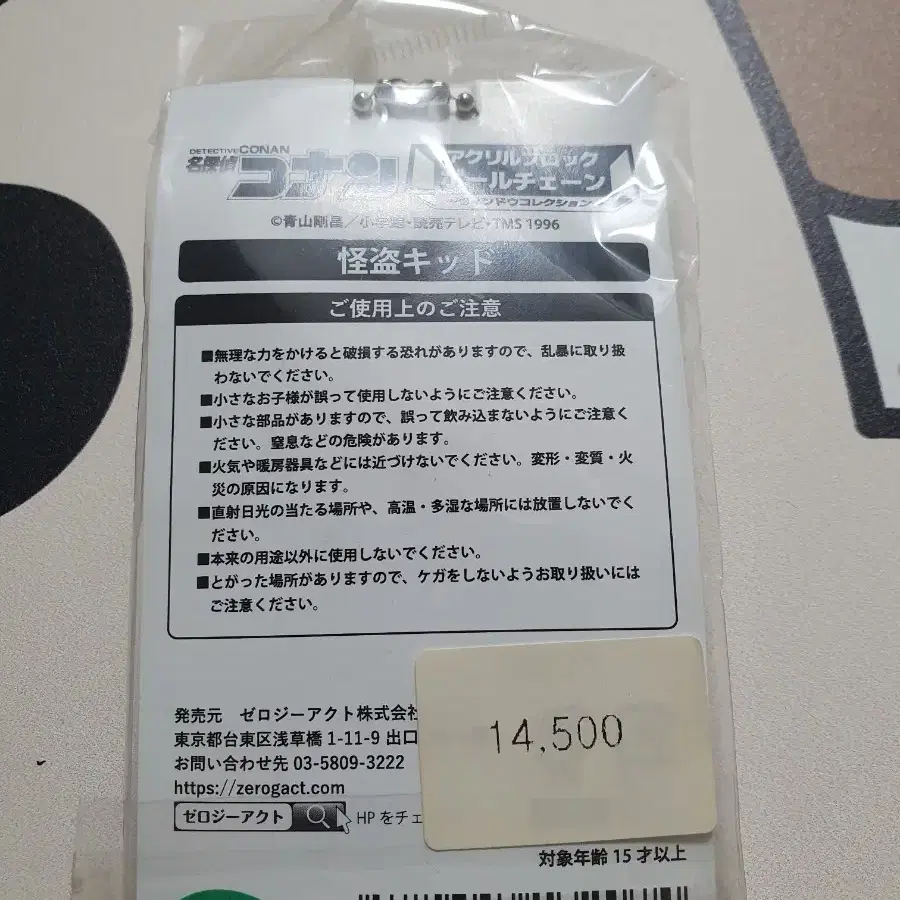 DETECTIVE CONAN
名探偵コナン
アクリルブロック
ボールチェーン
©青山剛昌／小学館・読売テレビ・TMS 1996
怪盗キッド
ご使用上のご注意
■無理な力をかけると破損する恐れがありますので、乱暴に取り扱
わないでください。
■小さなお子様が誤って使用しないようにご注意ください。
■小さな部品がありますので、誤って飲み込まないようにご注意く
ださい。窒息などの危険があります。
■火気や暖房器具などには近づけないでください。変形・変質・火
災の原因になります。
■直射日光の当たる場所や、高温・多湿な場所には放置しないでく
ださい。
■本来の用途以外に使用しないでください。
■とがった場所がありますので、ケガをしないようお取り扱いには
ご注意ください。
発売元 ゼロジーアクト株式会社
東京都台東区浅草橋 1-11-9 出口
お問い合わせ先 03-5809-3222
https://zerogact.com
ゼロジーアクト HP をチェ
14,500
対象年齢 15 才以上